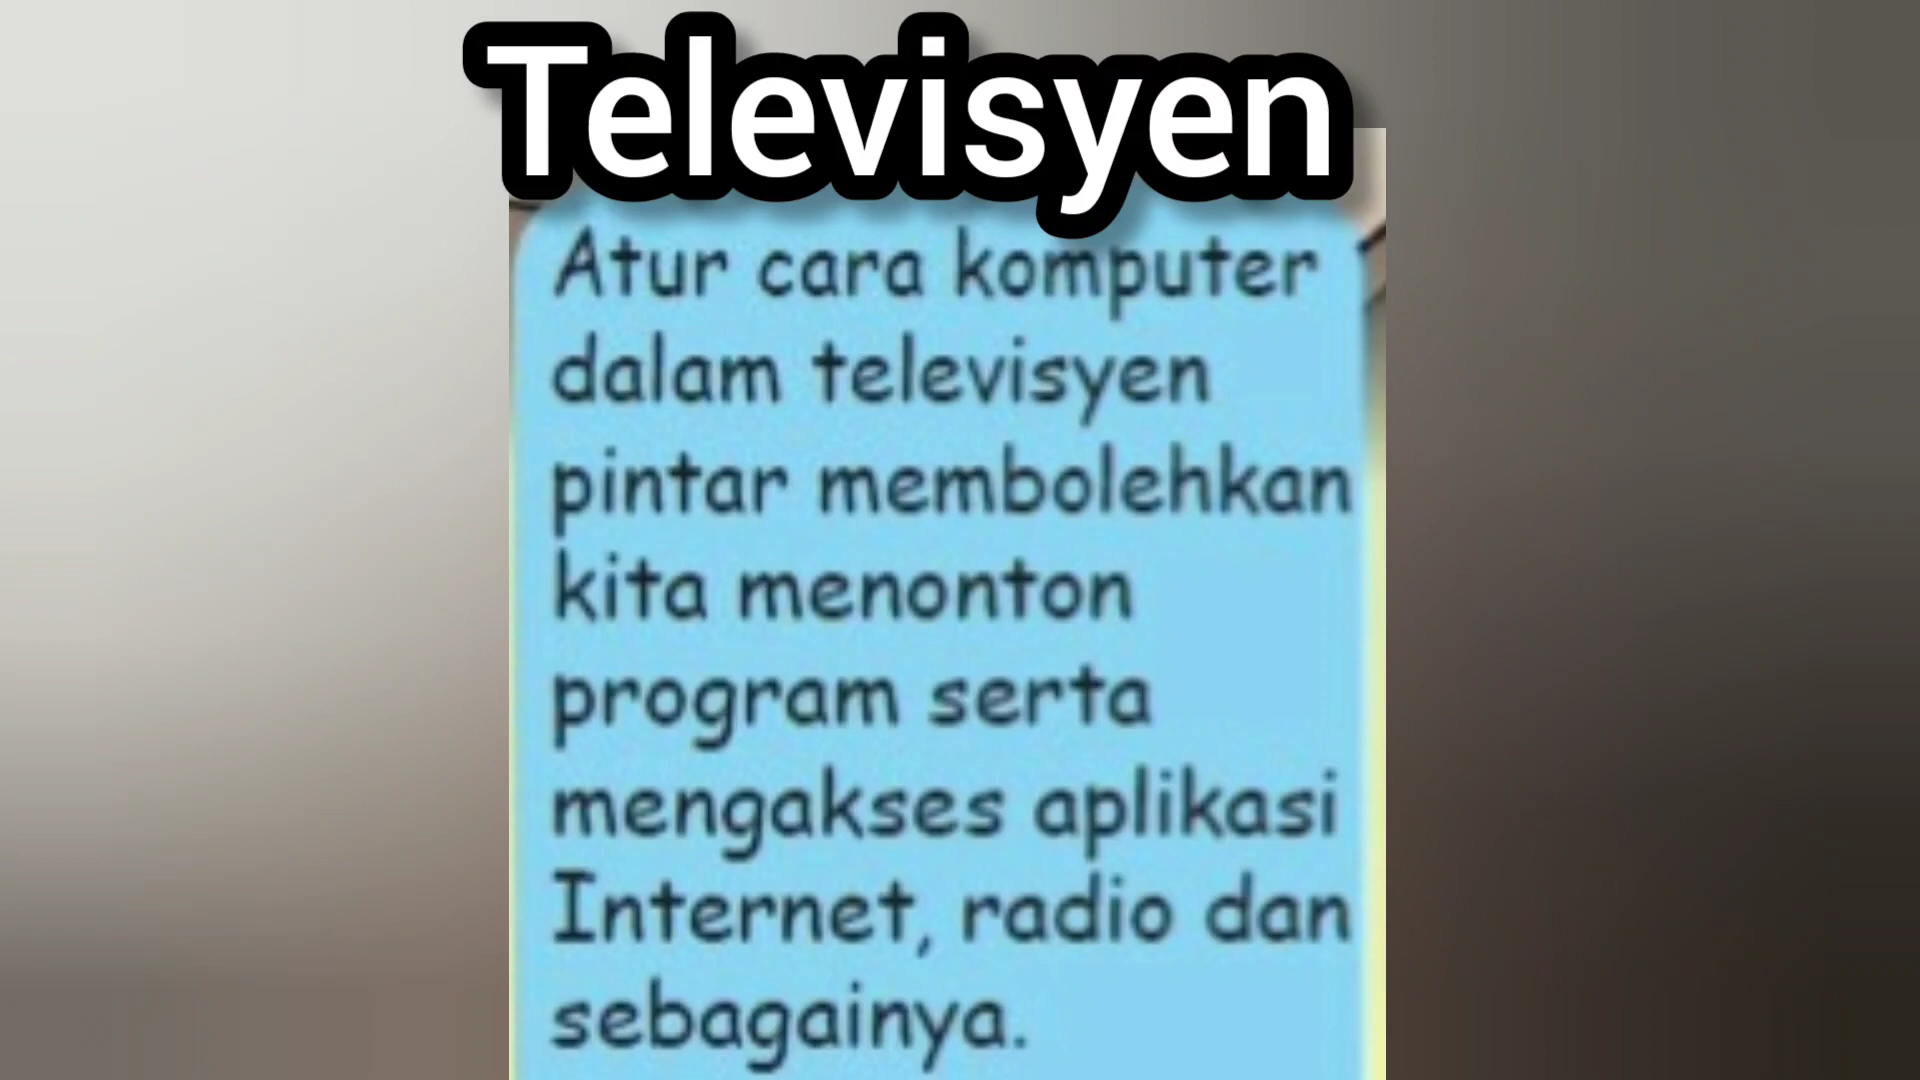 Televisyen
Atur cara komputer
dalam televisyen
pintar membolehkan
kita menonton
program serta
mengakses aplikasi
Internet, radio dan
sebagainya.